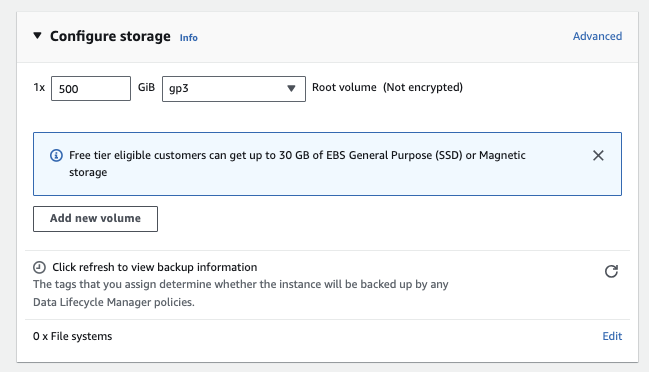 Configure storage Info Advanced
1x 500 GiB gp3 Root volume (Not encrypted)
Free tier eligible customers can get up to 30 GB of EBS General Purpose (SSD) or Magnetic
storage
Add new volume
Click refresh to view backup information
The tags that you assign determine whether the instance will be backed up by any
Data Lifecycle Manager policies.
0 x File systems Edit